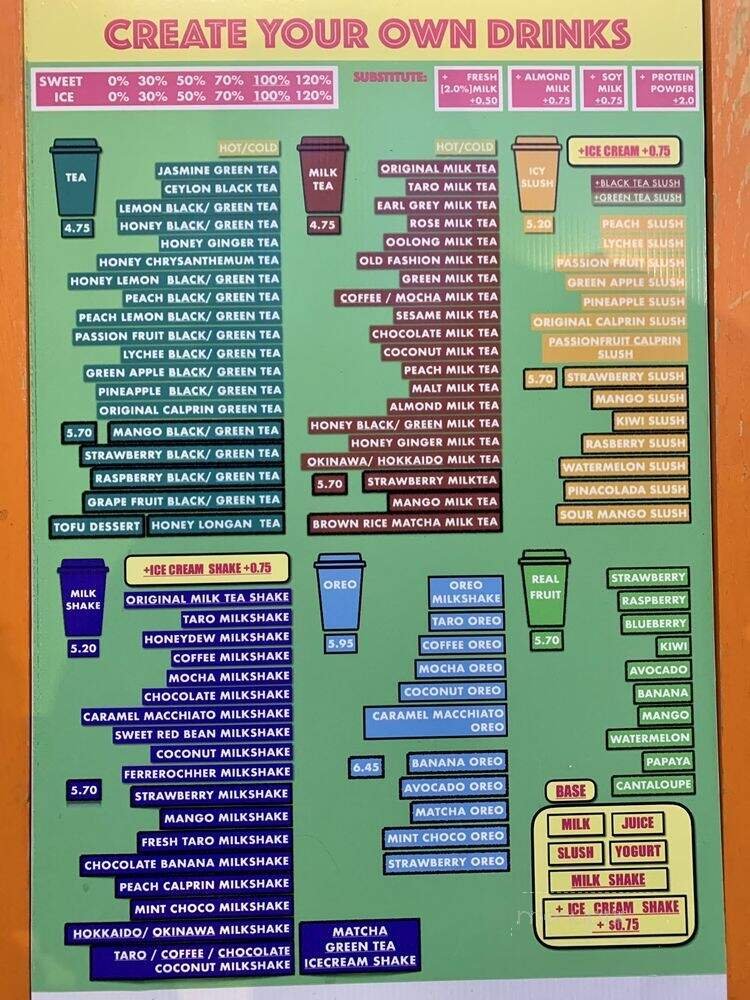 CREATE YOUR OWN DRINKS
SWEET 0% 30% 50% 70% 100% 120%
ICE 0% 30% 50% 70% 100% 120%
SUBSTITUTE:
+ FRESH
[2.0%]MILK
+0.50
+ ALMOND
MILK
+0.75
+ SOY
MILK
+0.75
+ PROTEIN
POWDER
+2.0
TEA
4.75
HOT/COLD
JASMINE GREEN TEA
CEYLON BLACK TEA
LEMON BLACK/ GREEN TEA
HONEY BLACK/ GREEN TEA
HONEY GINGER TEA
HONEY CHRYSANTHEMUM TEA
HONEY LEMON BLACK/ GREEN TEA
PEACH BLACK/ GREEN TEA
PEACH LEMON BLACK/ GREEN TEA
PASSION FRUIT BLACK/ GREEN TEA
LYCHEE BLACK/ GREEN TEA
GREEN APPLE BLACK/ GREEN TEA
PINEAPPLE BLACK/ GREEN TEA
ORIGINAL CALPRIN GREEN TEA
5.70 MANGO BLACK/ GREEN TEA
STRAWBERRY BLACK/ GREEN TEA
RASPBERRY BLACK/ GREEN TEA
GRAPE FRUIT BLACK/ GREEN TEA
TOFU DESSERT HONEY LONGAN TEA
MILK
TEA
4.75
HOT/COLD
ORIGINAL MILK TEA
TARO MILK TEA
EARL GREY MILK TEA
ROSE MILK TEA
OOLONG MILK TEA
OLD FASHION MILK TEA
GREEN MILK TEA
COFFEE / MOCHA MILK TEA
SESAME MILK TEA
CHOCOLATE MILK TEA
COCONUT MILK TEA
PEACH MILK TEA
MALT MILK TEA
ALMOND MILK TEA
HONEY BLACK/ GREEN MILK TEA
HONEY GINGER MILK TEA
OKINAWA/ HOKKAIDO MILK TEA
5.70 STRAWBERRY MILKTEA
MANGO MILK TEA
BROWN RICE MATCHA MILK TEA
ICY
SLUSH
5.20
+ICE CREAM +0.75
+BLACK TEA SLUSH
+GREEN TEA SLUSH
PEACH SLUSH
LYCHEE SLUSH
PASSION FRUIT SLUSH
GREEN APPLE SLUSH
PINEAPPLE SLUSH
ORIGINAL CALPRIN SLUSH
PASSIONFRUIT CALPRIN
SLUSH
5.70 STRAWBERRY SLUSH
MANGO SLUSH
KIWI SLUSH
RASBERRY SLUSH
WATERMELON SLUSH
PINACOLADA SLUSH
SOUR MANGO SLUSH
MILK
SHAKE
5.20
+ICE CREAM SHAKE +0.75
ORIGINAL MILK TEA SHAKE
TARO MILKSHAKE
HONEYDEW MILKSHAKE
COFFEE MILKSHAKE
MOCHA MILKSHAKE
CHOCOLATE MILKSHAKE
CARAMEL MACCHIATO MILKSHAKE
SWEET RED BEAN MILKSHAKE
COCONUT MILKSHAKE
FERREROCHHER MILKSHAKE
5.70 STRAWBERRY MILKSHAKE
MANGO MILKSHAKE
FRESH TARO MILKSHAKE
CHOCOLATE BANANA MILKSHAKE
PEACH CALPRIN MILKSHAKE
MINT CHOCO MILKSHAKE
HOKKAIDO/ OKINAWA MILKSHAKE
TARO / COFFEE / CHOCOLATE
COCONUT MILKSHAKE
MATCHA
GREEN TEA
ICECREAM SHAKE
OREO
5.95
OREO
MILKSHAKE
TARO OREO
COFFEE OREO
MOCHA OREO
COCONUT OREO
CARAMEL MACCHIATO
OREO
6.45 BANANA OREO
AVOCADO OREO
MATCHA OREO
MINT CHOCO OREO
STRAWBERRY OREO
REAL
FRUIT
5.70
STRAWBERRY
RASPBERRY
BLUEBERRY
KIWI
AVOCADO
BANANA
MANGO
WATERMELON
PAPAYA
CANTALOUPE
BASE
MILK JUICE
SLUSH YOGURT
MILK SHAKE
+ ICE CREAM SHAKE
+ $0.75